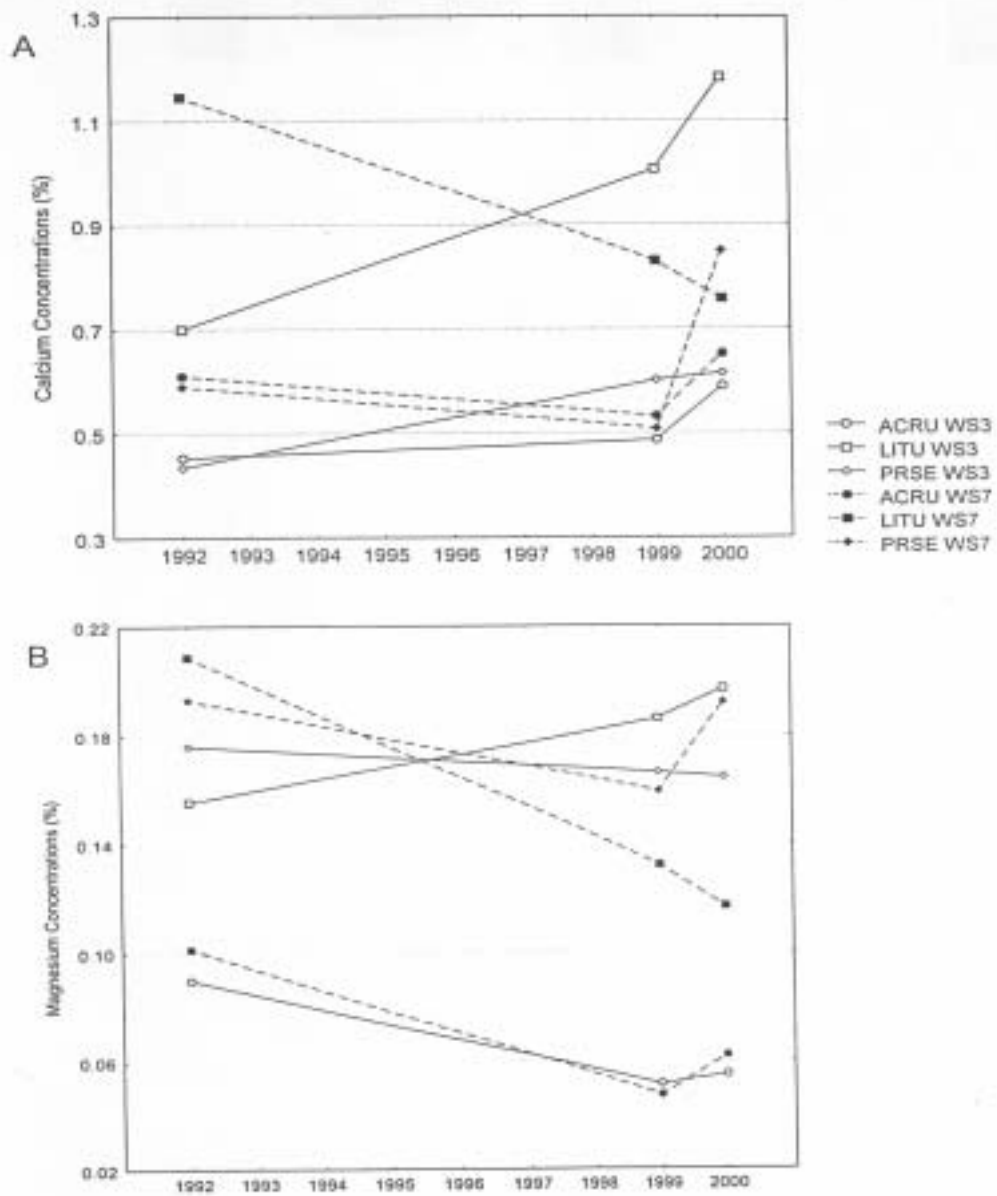 A
Calcium Concentrations (%)
1.3
1.1
0.9
0.7
0.5
0.3
1992 1993 1994 1995 1996 1997 1998 1999 2000
ACRU WS3
LITU WS3
PRSE WS3
ACRU WS7
LITU WS7
PRSE WS7
B
Magnesium Concentrations (%)
0.22
0.18
0.14
0.10
0.06
0.02
1992 1993 1994 1995 1996 1997 1998 1999 2000